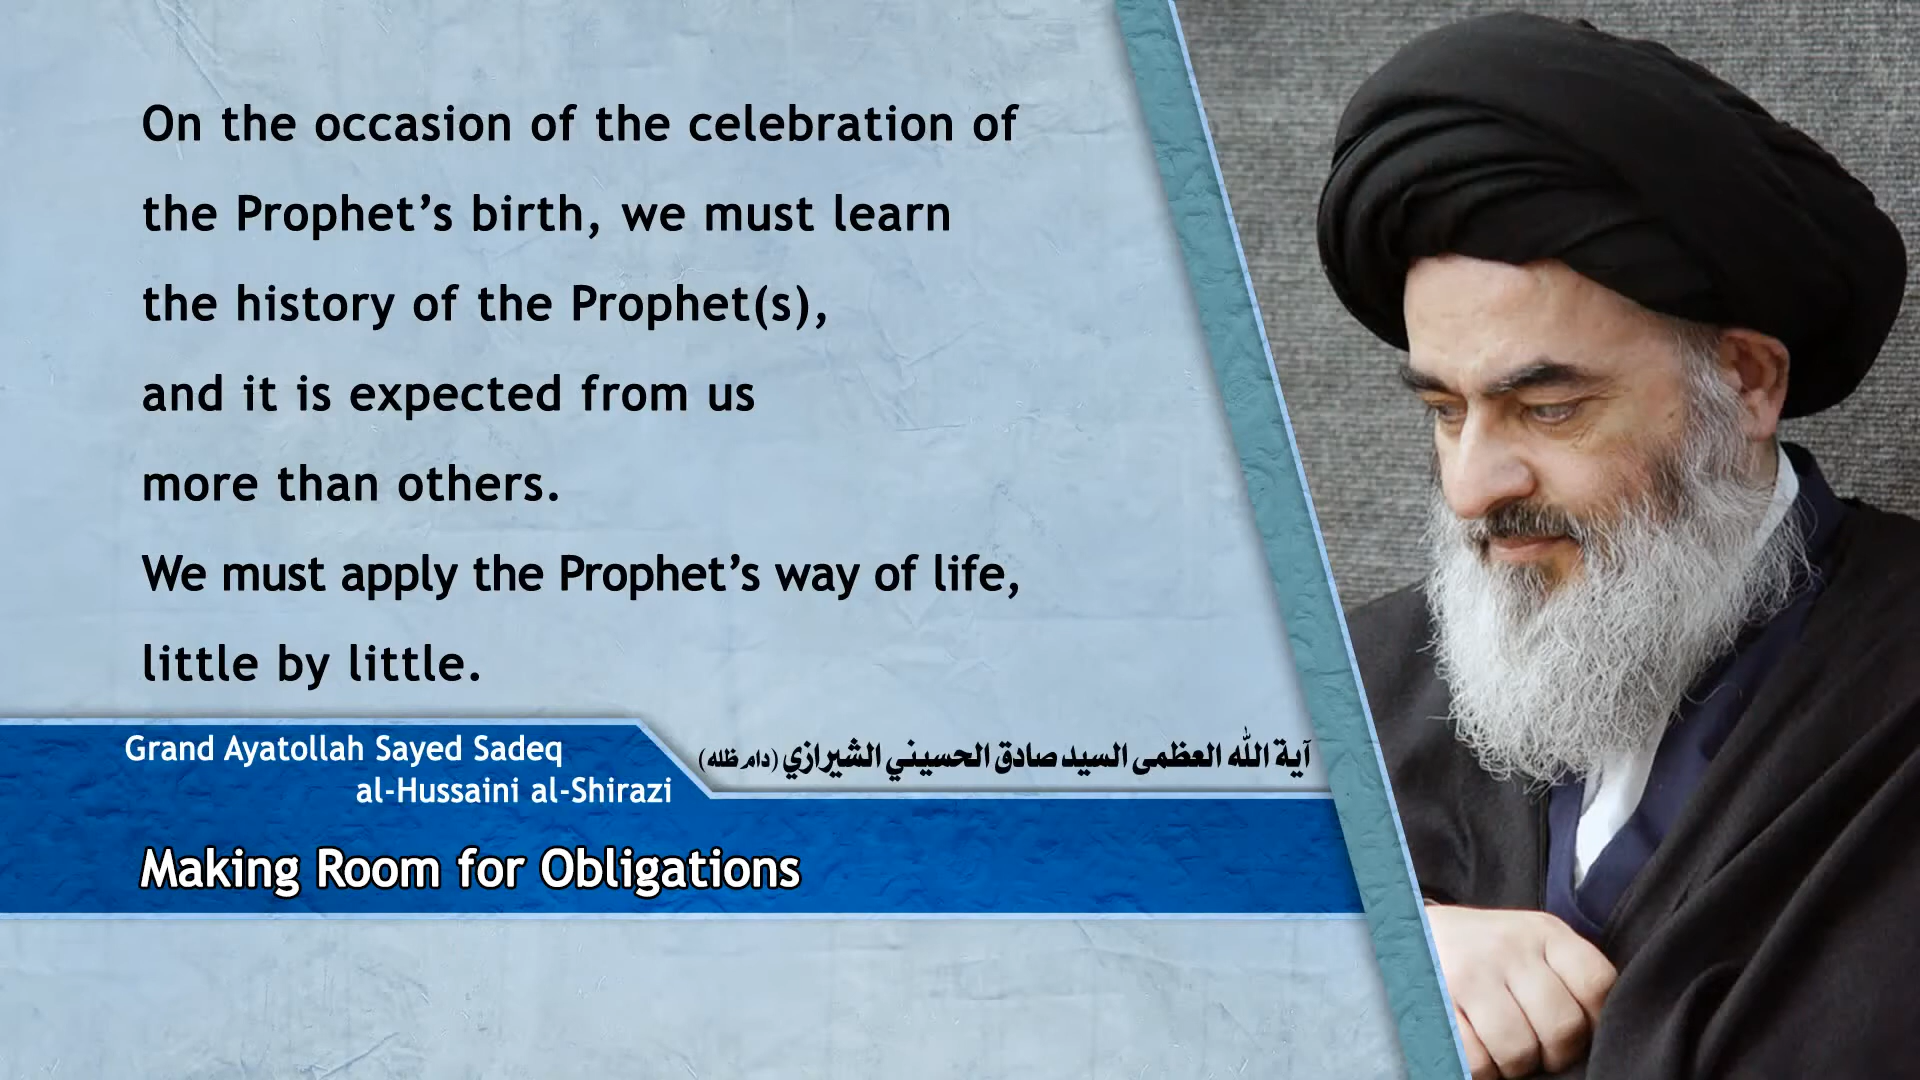 On the occasion of the celebration of
the Prophet’s birth, we must learn
the history of the Prophet(s),
and it is expected from us
more than others.
We must apply the Prophet’s way of life,
little by little.
Grand Ayatollah Sayed Sadeq
al-Hussaini al-Shirazi
آية الله العظمى السيد صادق الحسيني الشيرازي (دام ظله)
Making Room for Obligations